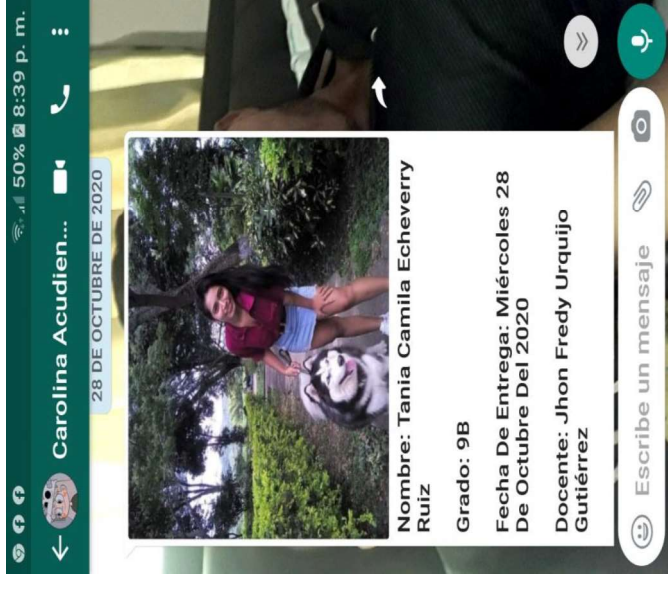 50% 8:39 p. m.
Carolina Acudien...
28 DE OCTUBRE DE 2020
Nombre: Tania Camila Echeverry
Ruiz
Grado: 9B
Fecha De Entrega: Miércoles 28
De Octubre Del 2020
Docente: Jhon Fredy Urquijo
Gutiérrez
Escribe un mensaje